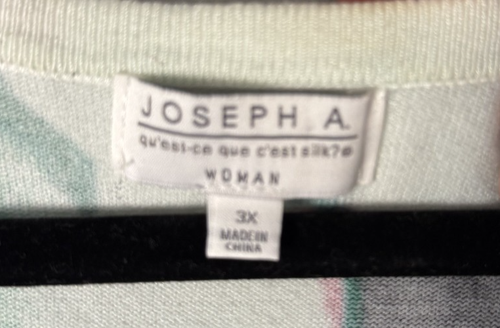 JOSEPH A.
qu'est-ce que c'est silk?®
WOMAN
3X
MADE IN
CHINA